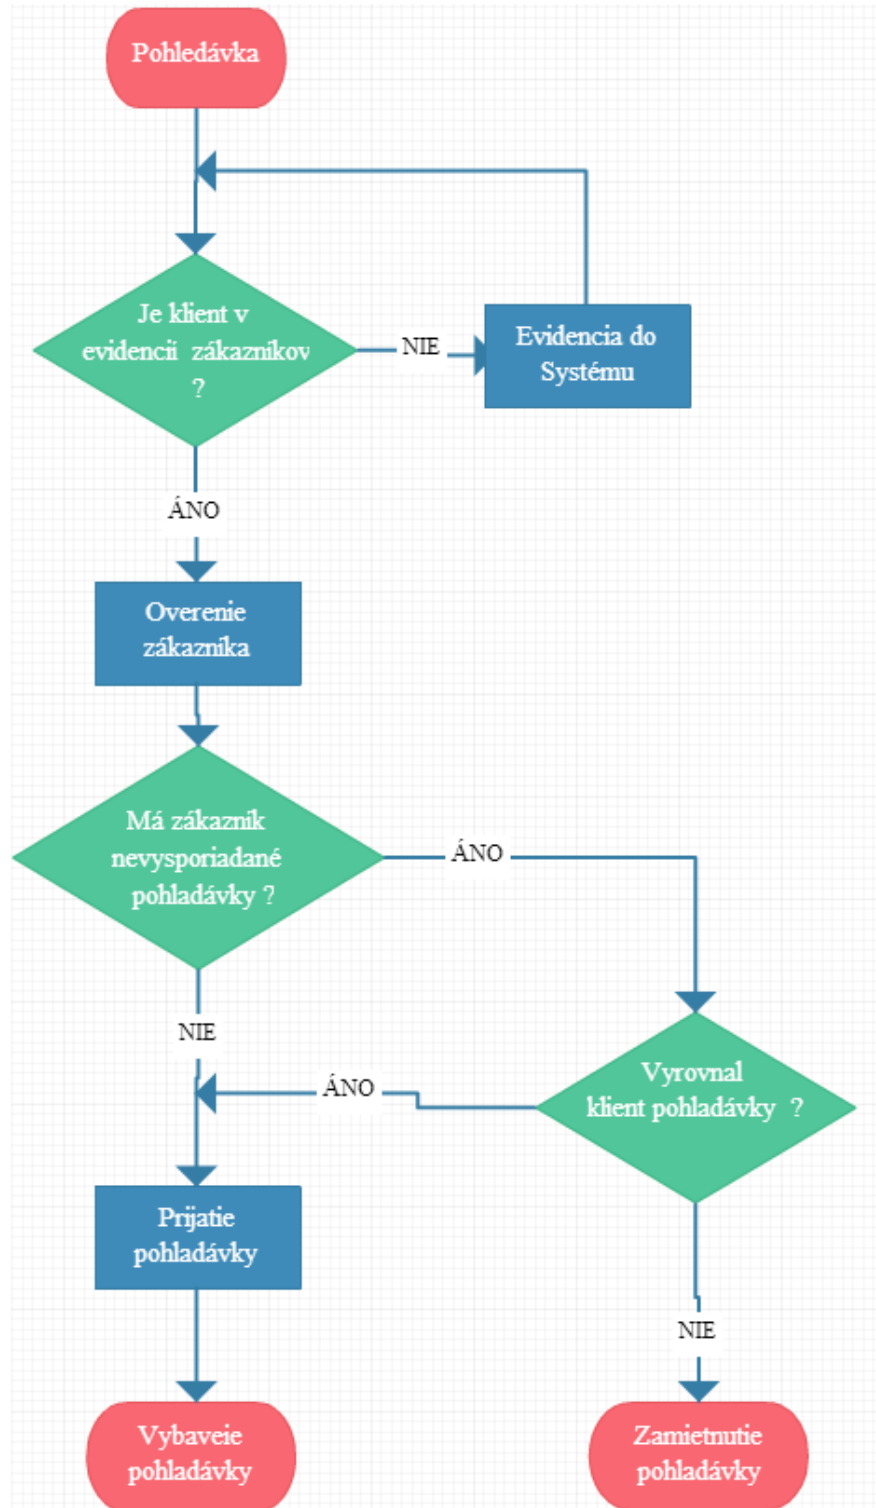 Pohledávka
Je klient v
evidencií zákazníkov
?
NIE
Evidencia do
Systému
ÁNO
Overenie
zákazníka
Má zákazník
nevysporiadané
pohladávky ?
ÁNO
NIE
Vyrovnal
klient pohladávky ?
ÁNO
Prijatie
pohladávky
NIE
Vybaveie
pohladávky
Zamietnutie
pohladávky